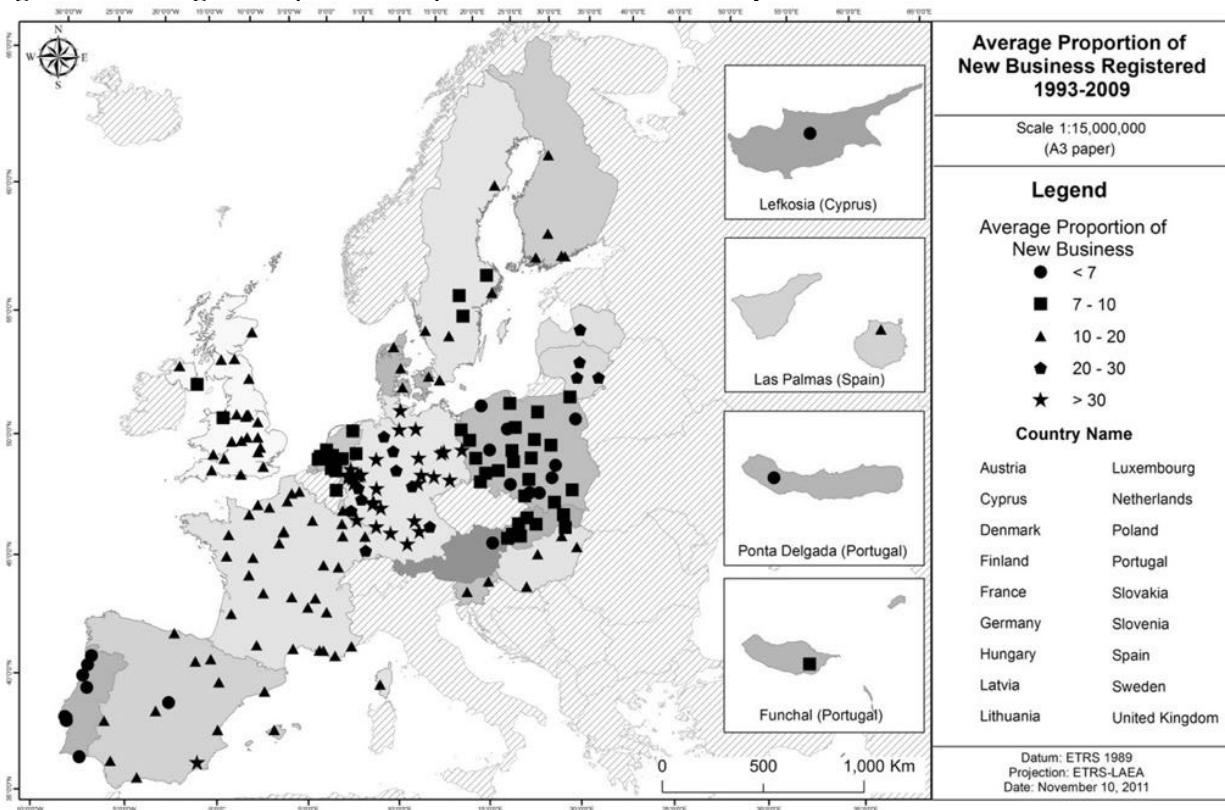 N
W E
S
Lefkosia (Cyprus)
Las Palmas (Spain)
Ponta Delgada (Portugal)
Funchal (Portugal)
0 500 1,000 Km
Average Proportion of
New Business Registered
1993-2009
Scale 1:15,000,000
(A3 paper)
Legend
Average Proportion of
New Business
< 7
7 - 10
10 - 20
20 - 30
> 30
Country Name
Austria Luxembourg
Cyprus Netherlands
Denmark Poland
Finland Portugal
France Slovakia
Germany Slovenia
Hungary Spain
Latvia Sweden
Lithuania United Kingdom
Datum: ETRS 1989
Projection: ETRS-LAEA
Date: November 10, 2011